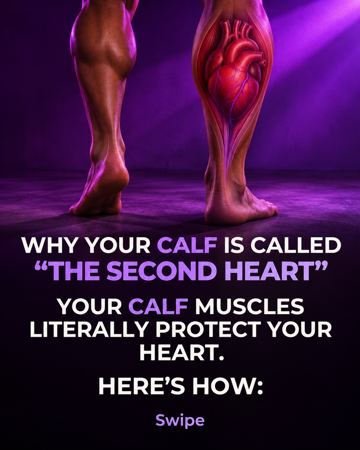 WHY YOUR CALF IS CALLED
“THE SECOND HEART”
YOUR CALF MUSCLES
LITERALLY PROTECT YOUR
HEART.
HERE’S HOW:
Swipe